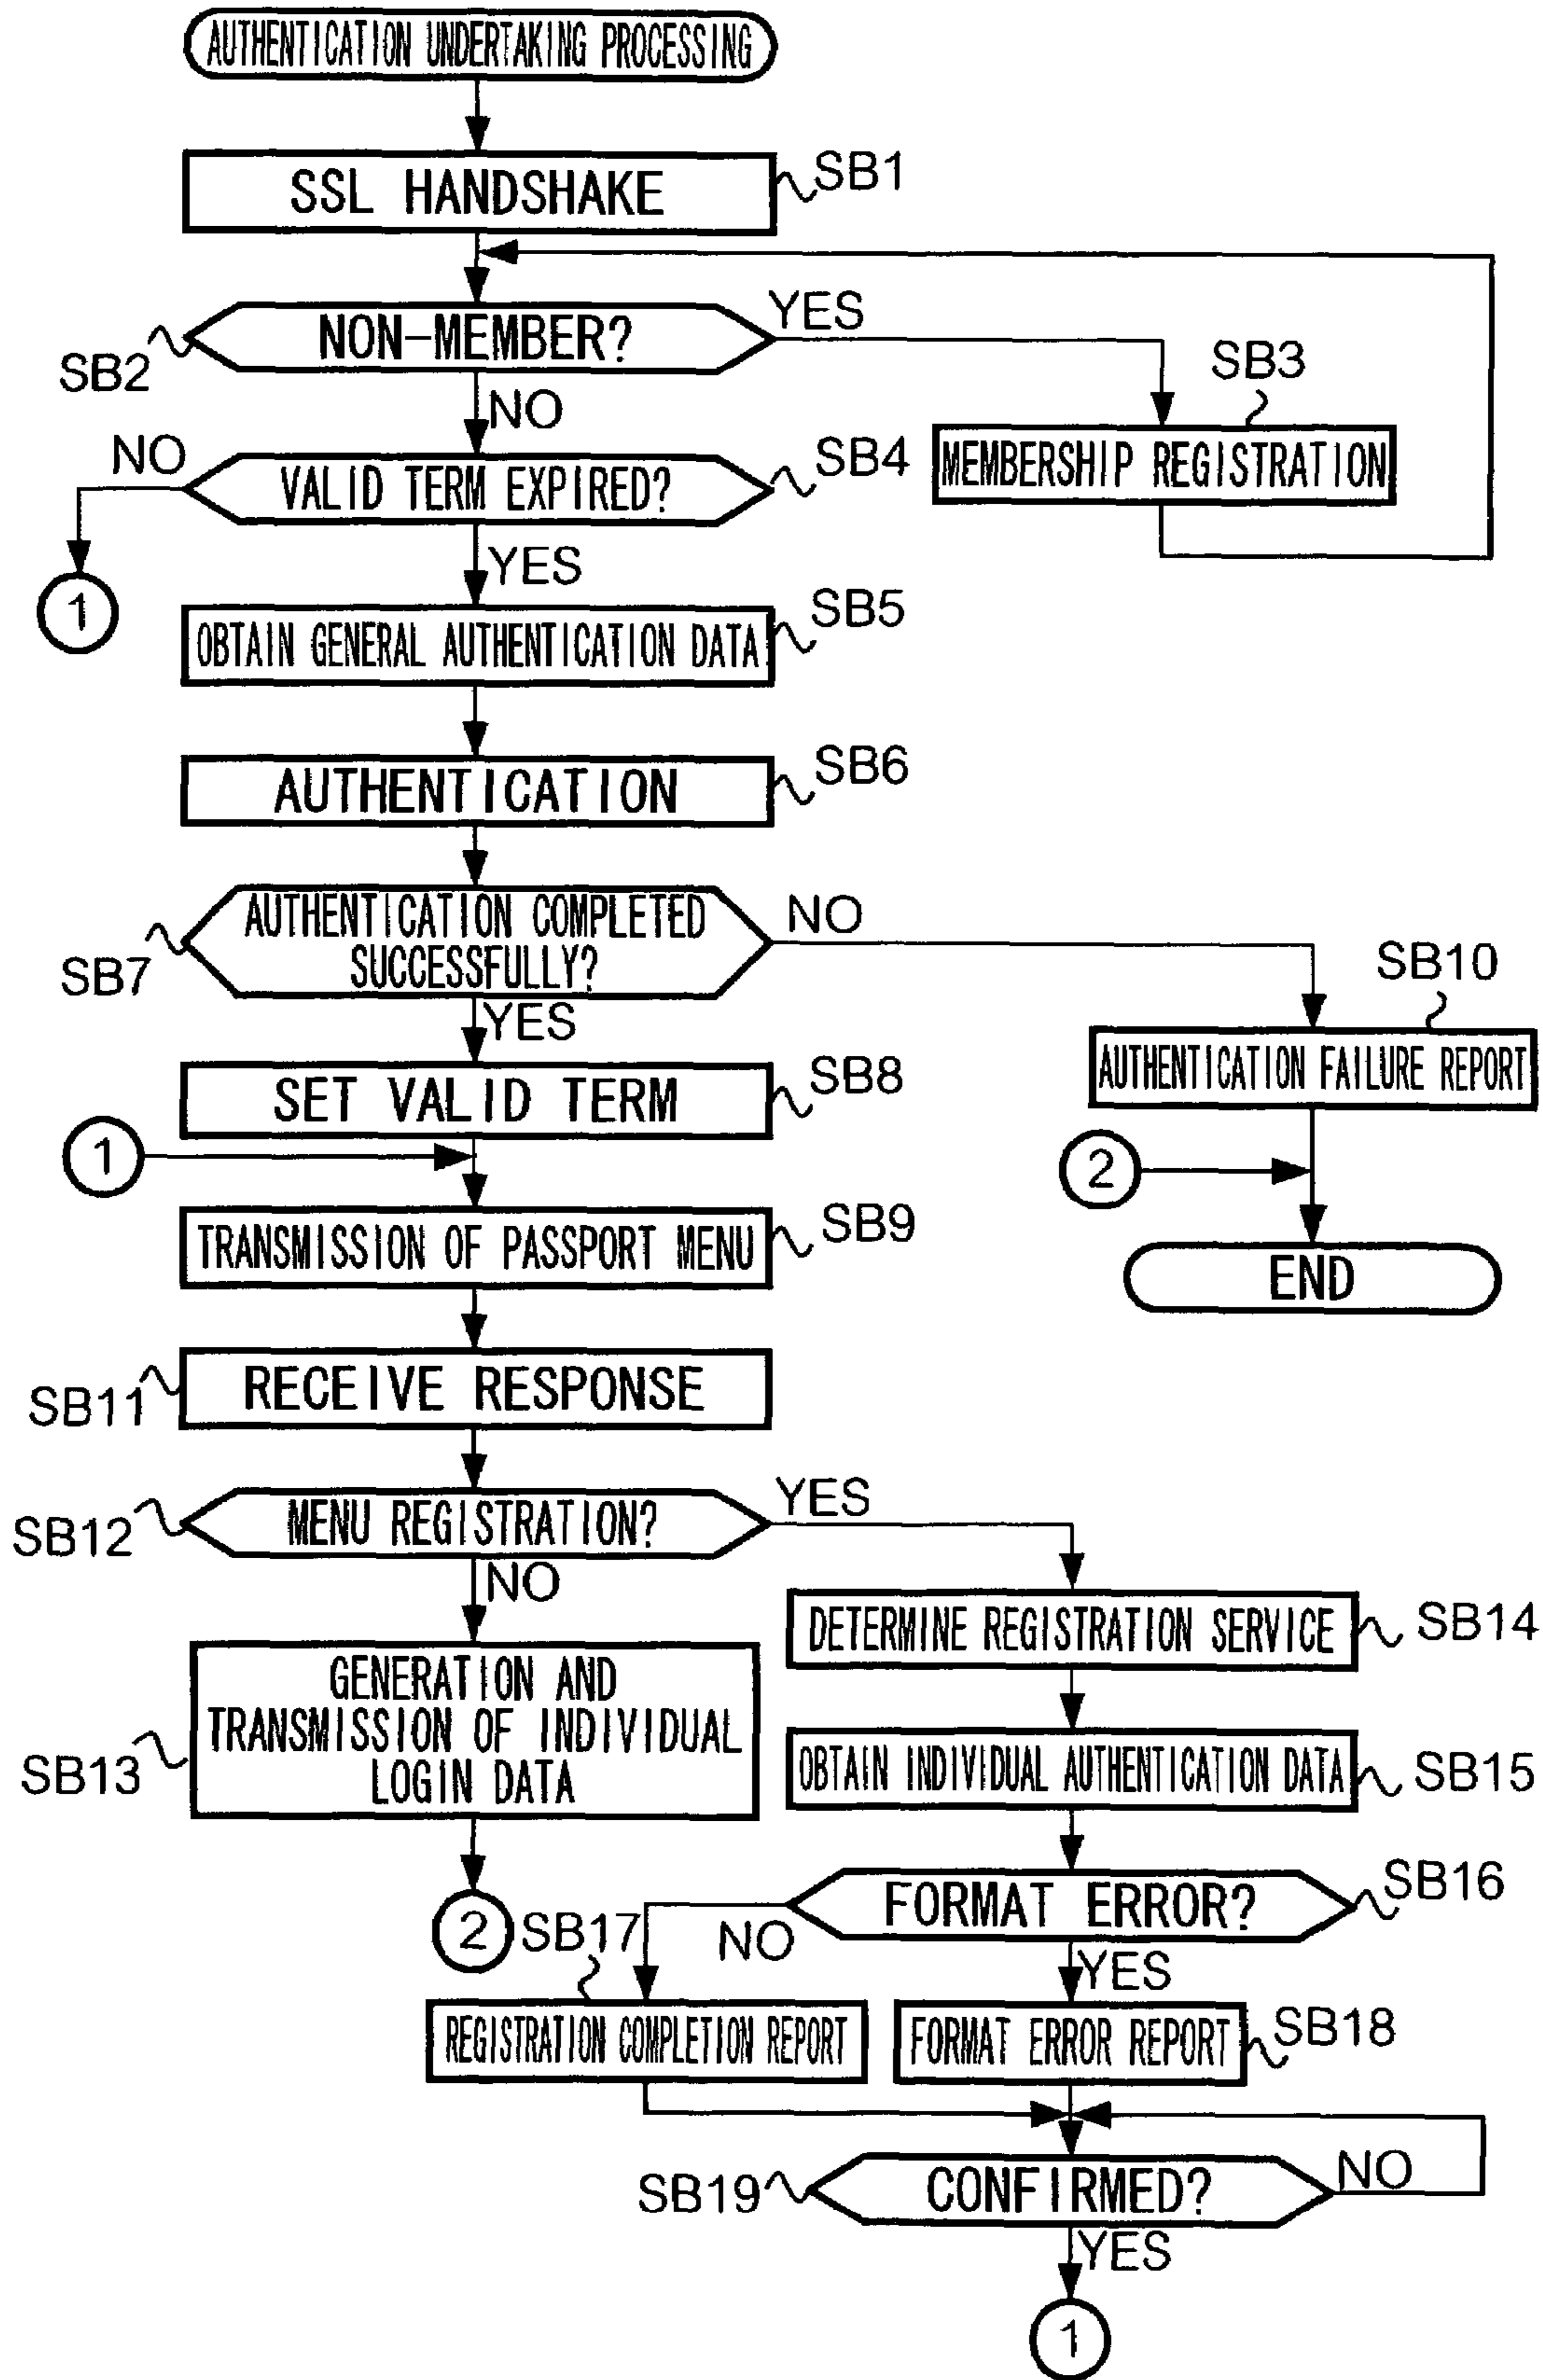 AUTHENTICATION UNDERTAKING PROCESSING
SSL HANDSHAKE
SB1
NON-MEMBER?
YES
SB2
SB3
NO
MEMBERSHIP REGISTRATION
NO
VALID TERM EXPIRED?
SB4
YES
1
OBTAIN GENERAL AUTHENTICATION DATA
SB5
AUTHENTICATION
SB6
AUTHENTICATION COMPLETED
SUCCESSFULLY?
NO
SB7
YES
SB10
AUTHENTICATION FAILURE REPORT
SET VALID TERM
SB8
1
2
TRANSMISSION OF PASSPORT MENU
SB9
END
RECEIVE RESPONSE
SB11
MENU REGISTRATION?
YES
SB12
NO
DETERMINE REGISTRATION SERVICE
SB14
GENERATION AND
TRANSMISSION OF INDIVIDUAL
LOGIN DATA
SB13
OBTAIN INDIVIDUAL AUTHENTICATION DATA
SB15
FORMAT ERROR?
SB16
2
SB17
NO
YES
REGISTRATION COMPLETION REPORT
FORMAT ERROR REPORT
SB18
CONFIRMED?
NO
SB19
YES
1